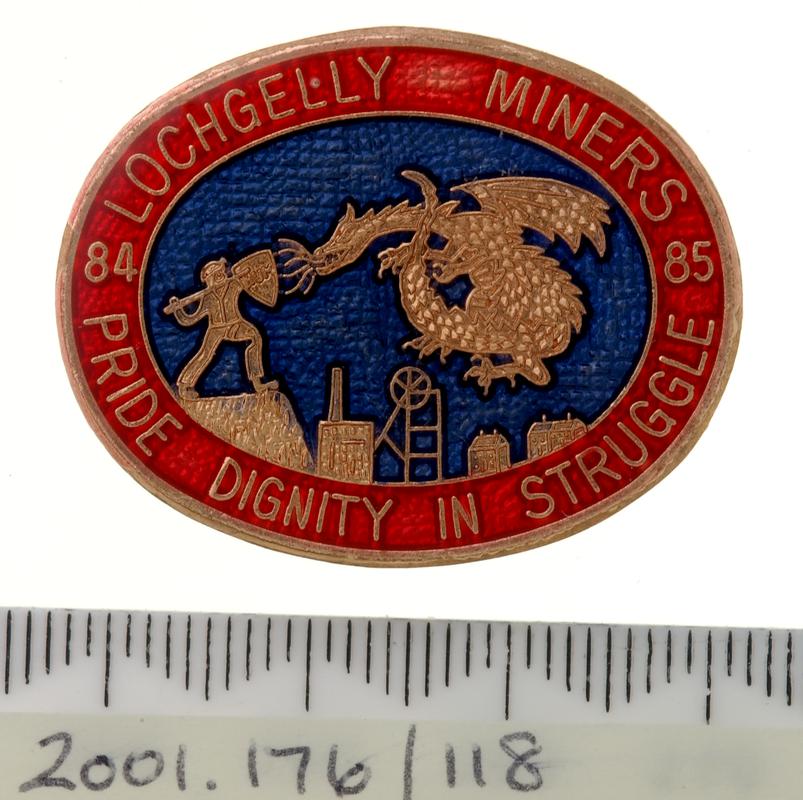 LOCHGELLY MINERS
84 85
PRIDE DIGNITY IN STRUGGLE
2001.176/118